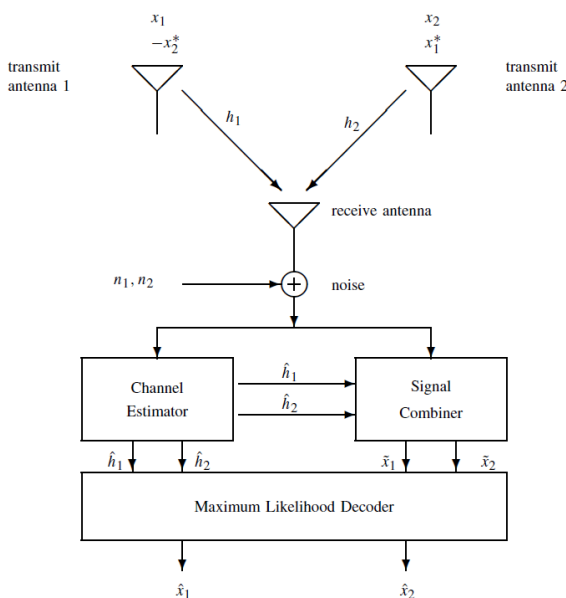 x₁ x₂
−x₂* x₁*
transmit antenna 1
transmit antenna 2
h₁ h₂
receive antenna
n₁, n₂
noise
Channel
Estimator
ĥ₁
ĥ₂
Signal
Combiner
ĥ₁ ĥ₂ x̃₁ x̃₂
Maximum Likelihood Decoder
x̂₁ x̂₂